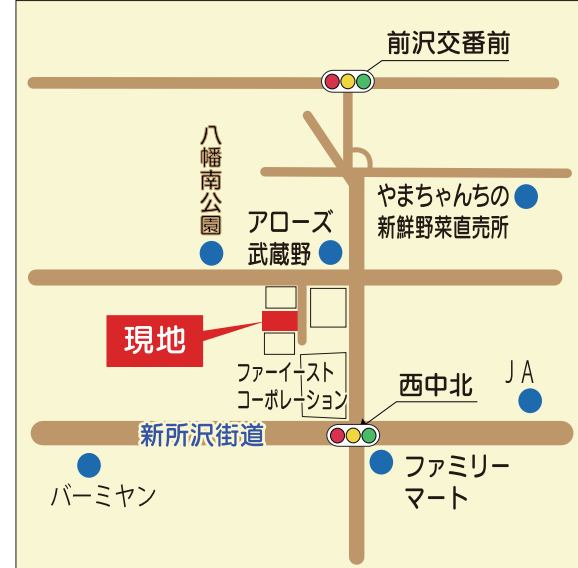 前沢交番前
八幡南公園
やまちゃんちの
新鮮野菜直売所
アローズ
武蔵野
現地
ファーイースト
コーポレーション
西中北
JA
新所沢街道
ファミリー
マート
バーミヤン